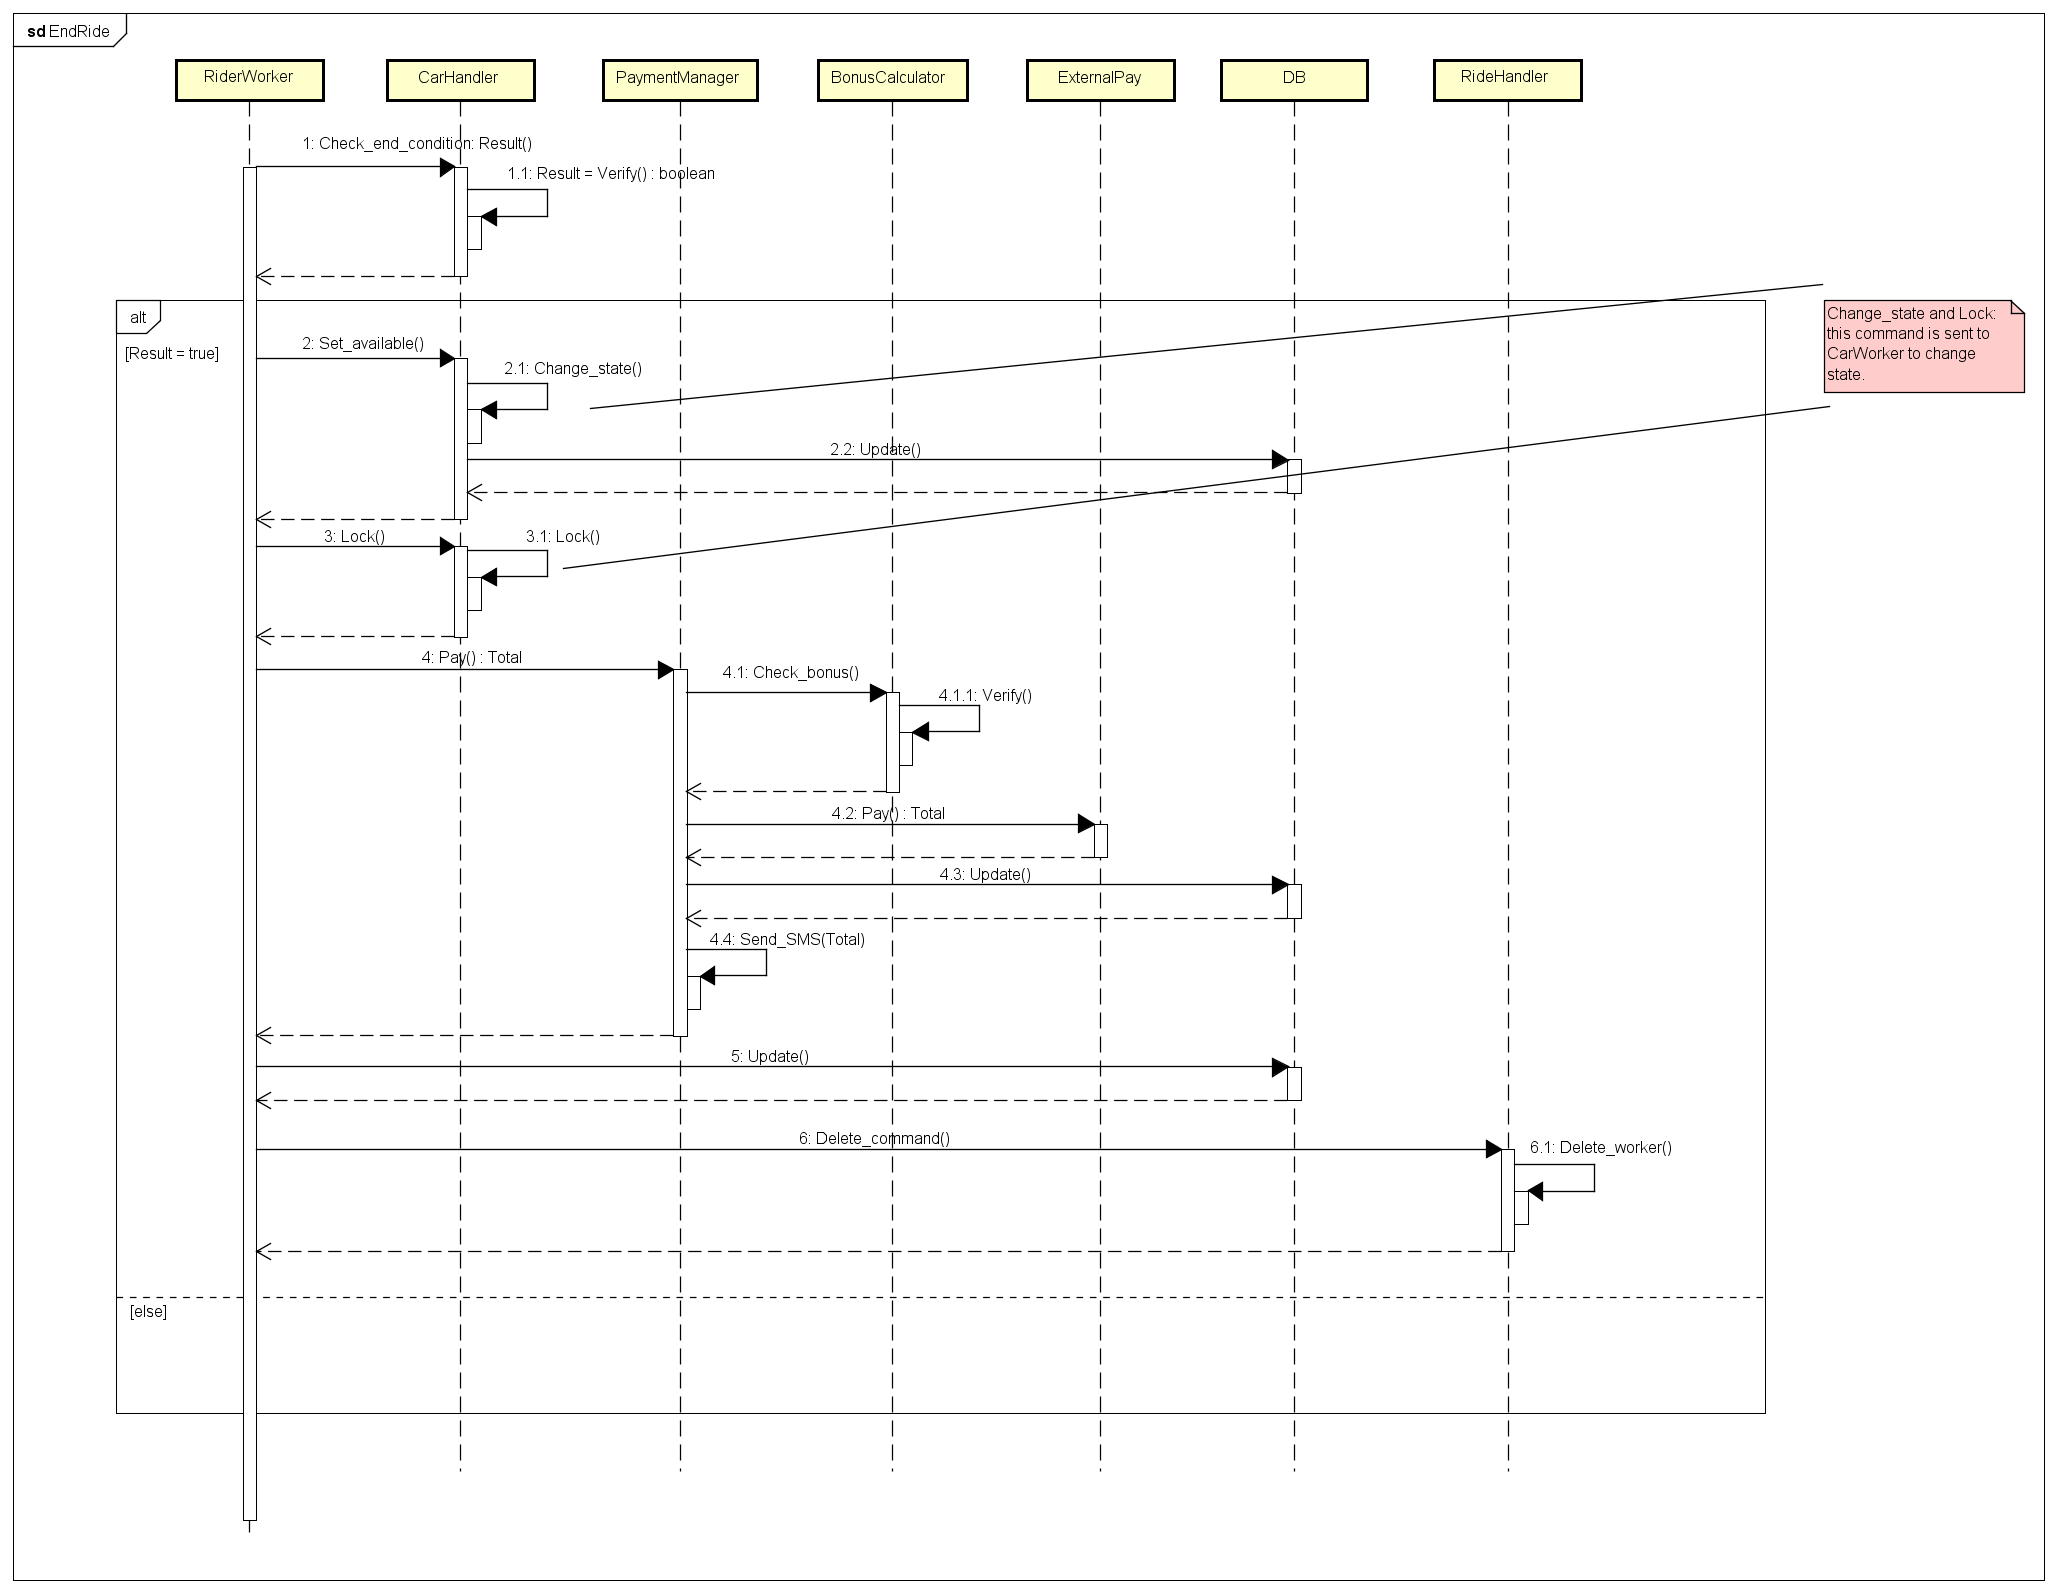 sd EndRide
RiderWorker
CarHandler
PaymentManager
BonusCalculator
ExternalPay
DB
RideHandler
1: Check_end_condition: Result()
1.1: Result = Verify() : boolean
alt
[Result = true]
Change_state and Lock:
this command is sent to
CarWorker to change
state.
2: Set_available()
2.1: Change_state()
2.2: Update()
3: Lock()
3.1: Lock()
4: Pay() : Total
4.1: Check_bonus()
4.1.1: Verify()
4.2: Pay() : Total
4.3: Update()
4.4: Send_SMS(Total)
5: Update()
6: Delete_command()
6.1: Delete_worker()
[else]